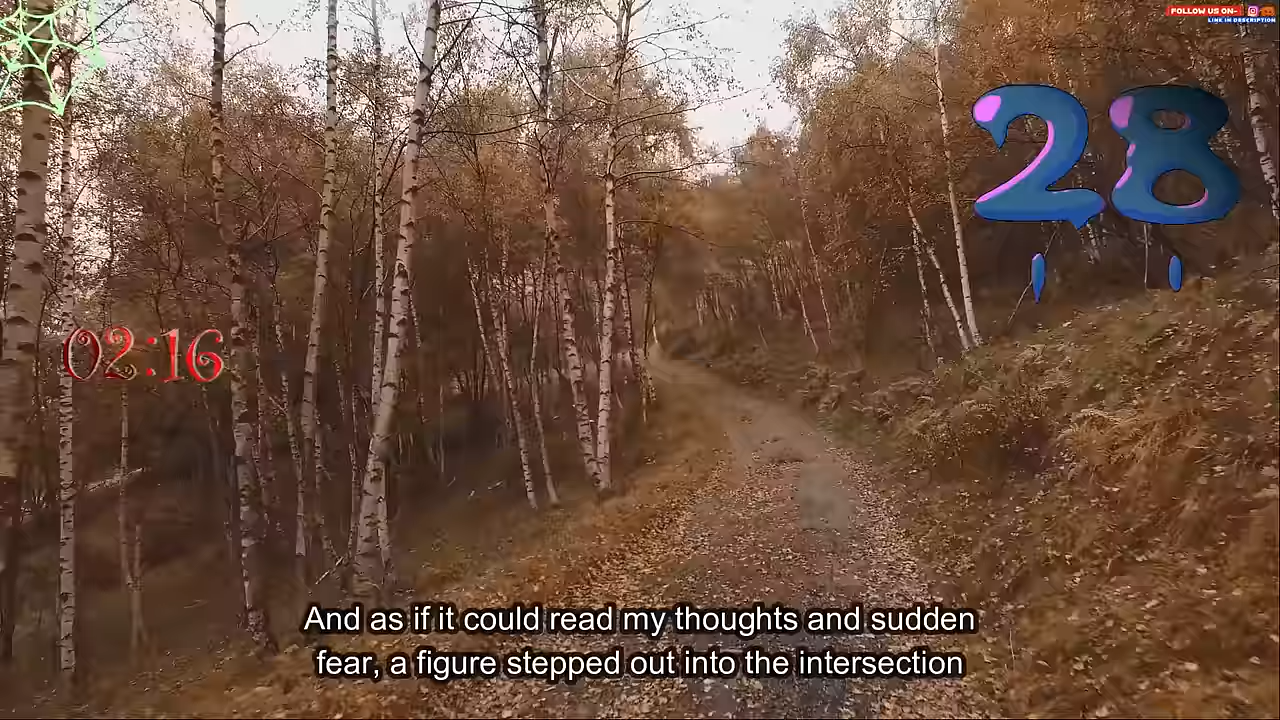 FOLLOW US ON-
LINK IN DESCRIPTION
28
02:16
And as if it could read my thoughts and sudden
fear, a figure stepped out into the intersection